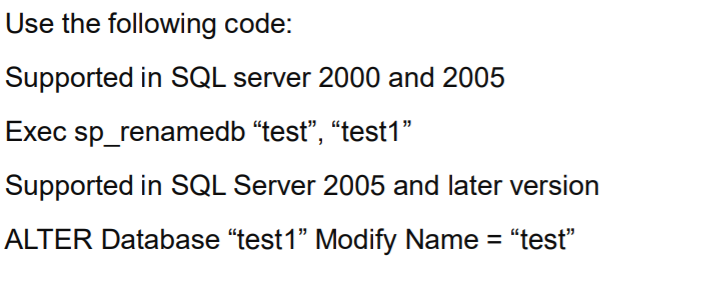 Use the following code:
Supported in SQL server 2000 and 2005
Exec sp_renamedb “test”, “test1”
Supported in SQL Server 2005 and later version
ALTER Database “test1” Modify Name = “test”